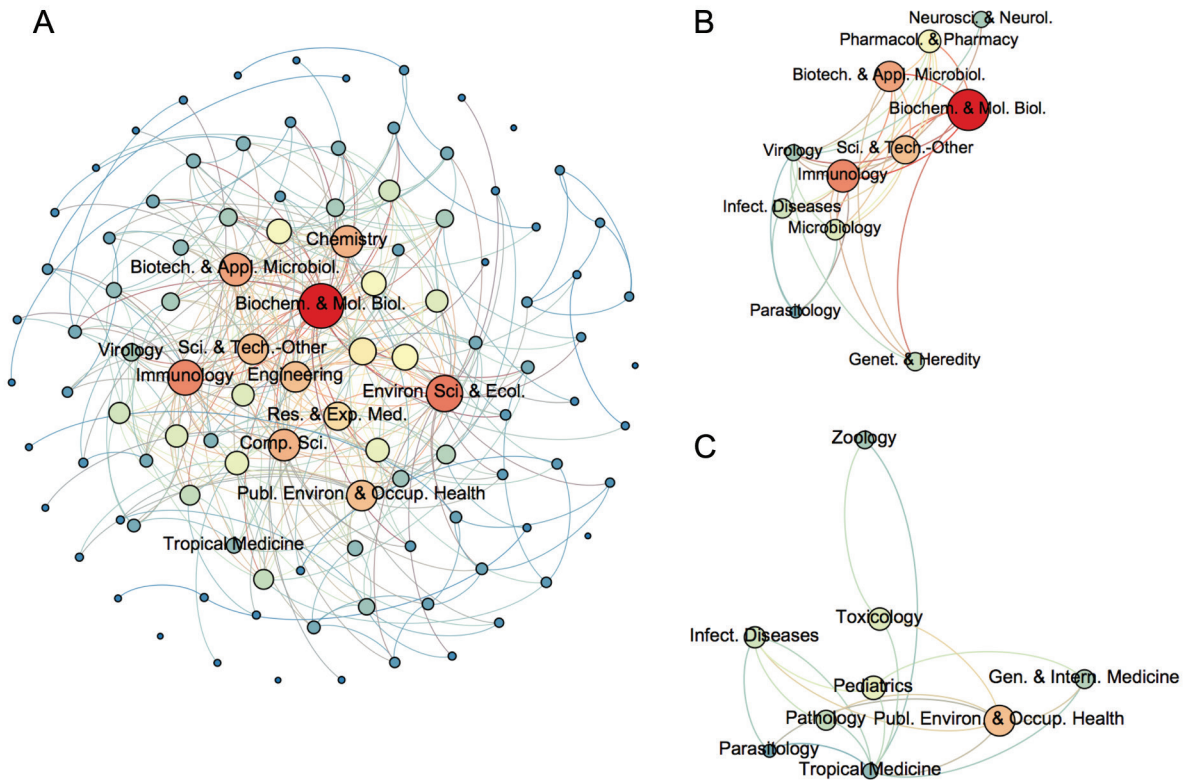 A
Chemistry
Biotech. & Appl. Microbiol.
Biochem. & Mol. Biol.
Virology
Sci. & Tech.-Other
Immunology
Engineering
Environ. Sci. & Ecol.
Res. & Exp. Med.
Comp. Sci.
Publ. Environ. & Occup. Health
Tropical Medicine
B
Neurosci. & Neurol.
Pharmacol. & Pharmacy
Biotech. & Appl. Microbiol.
Biochem. & Mol. Biol.
Virology
Sci. & Tech.-Other
Immunology
Infect. Diseases
Microbiology
Parasitology
Genet. & Heredity
C
Zoology
Toxicology
Infect. Diseases
Pediatrics
Gen. & Intern. Medicine
Pathology
Publ. Environ. & Occup. Health
Parasitology
Tropical Medicine